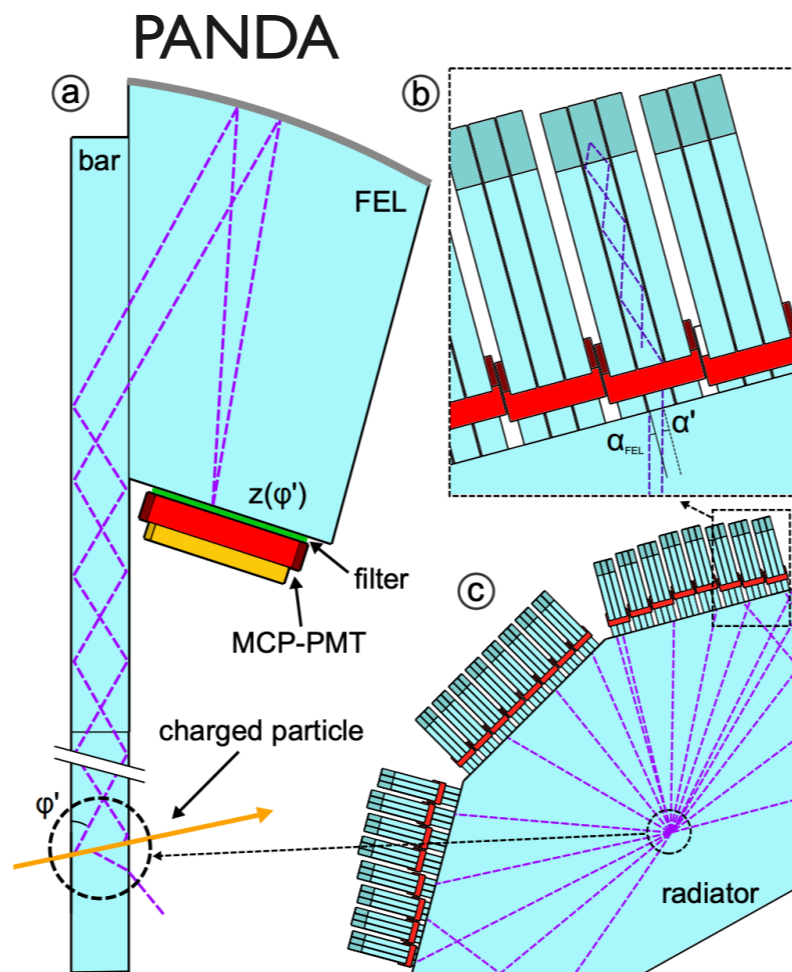 PANDA
a
b
bar
FEL
α_FEL
α'
z(φ')
filter
MCP-PMT
c
charged particle
φ'
radiator